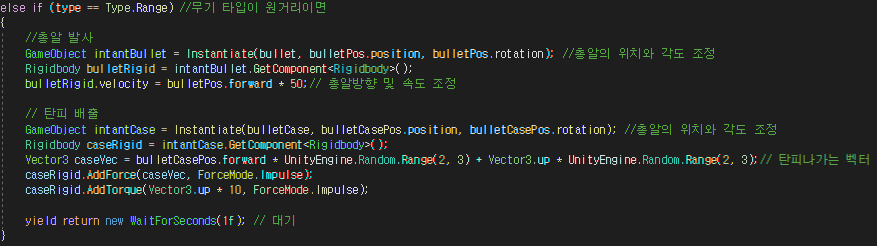 else if (type == Type.Range) //무기 타입이 원거리이면
{
//총알 발사
GameObject intantBullet = Instantiate(bullet, bulletPos.position, bulletPos.rotation); //총알의 위치와 각도 조정
Rigidbody bulletRigid = intantBullet.GetComponent<Rigidbody>();
bulletRigid.velocity = bulletPos.forward * 50;// 총알방향 및 속도 조정
// 탄피 배출
GameObject intantCase = Instantiate(bulletCase, bulletCasePos.position, bulletCasePos.rotation); //총알의 위치와 각도 조정
Rigidbody caseRigid = intantCase.GetComponent<Rigidbody>();
Vector3 caseVec = bulletCasePos.forward * UnityEngine.Random.Range(2, 3) + Vector3.up * UnityEngine.Random.Range(2, 3);// 탄피나가는 벡터
caseRigid.AddForce(caseVec, ForceMode.Impulse);
caseRigid.AddTorque(Vector3.up * 10, ForceMode.Impulse);
yield return new WaitForSeconds(1f); // 대기
}